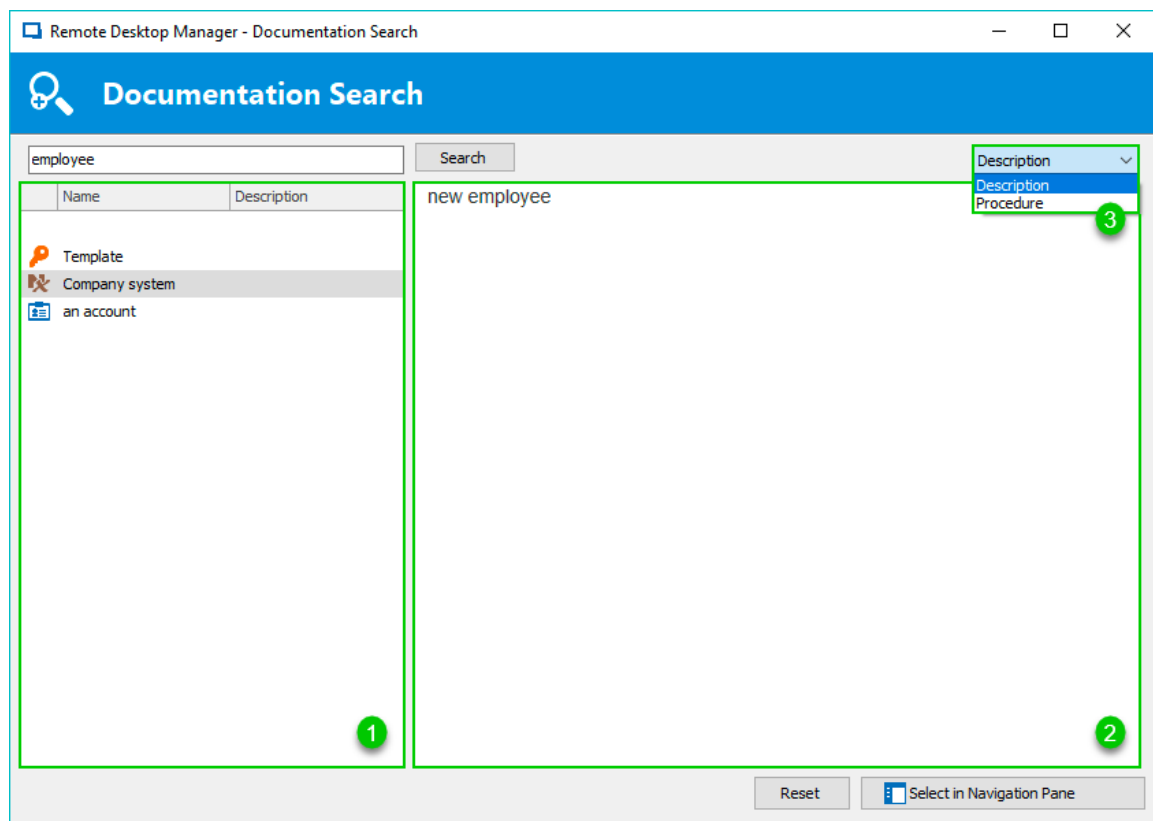 Remote Desktop Manager - Documentation Search
Documentation Search
employee
Search
Description
Description
Procedure
3
Name Description
Template
Company system
an account
1
new employee
2
Reset
Select in Navigation Pane